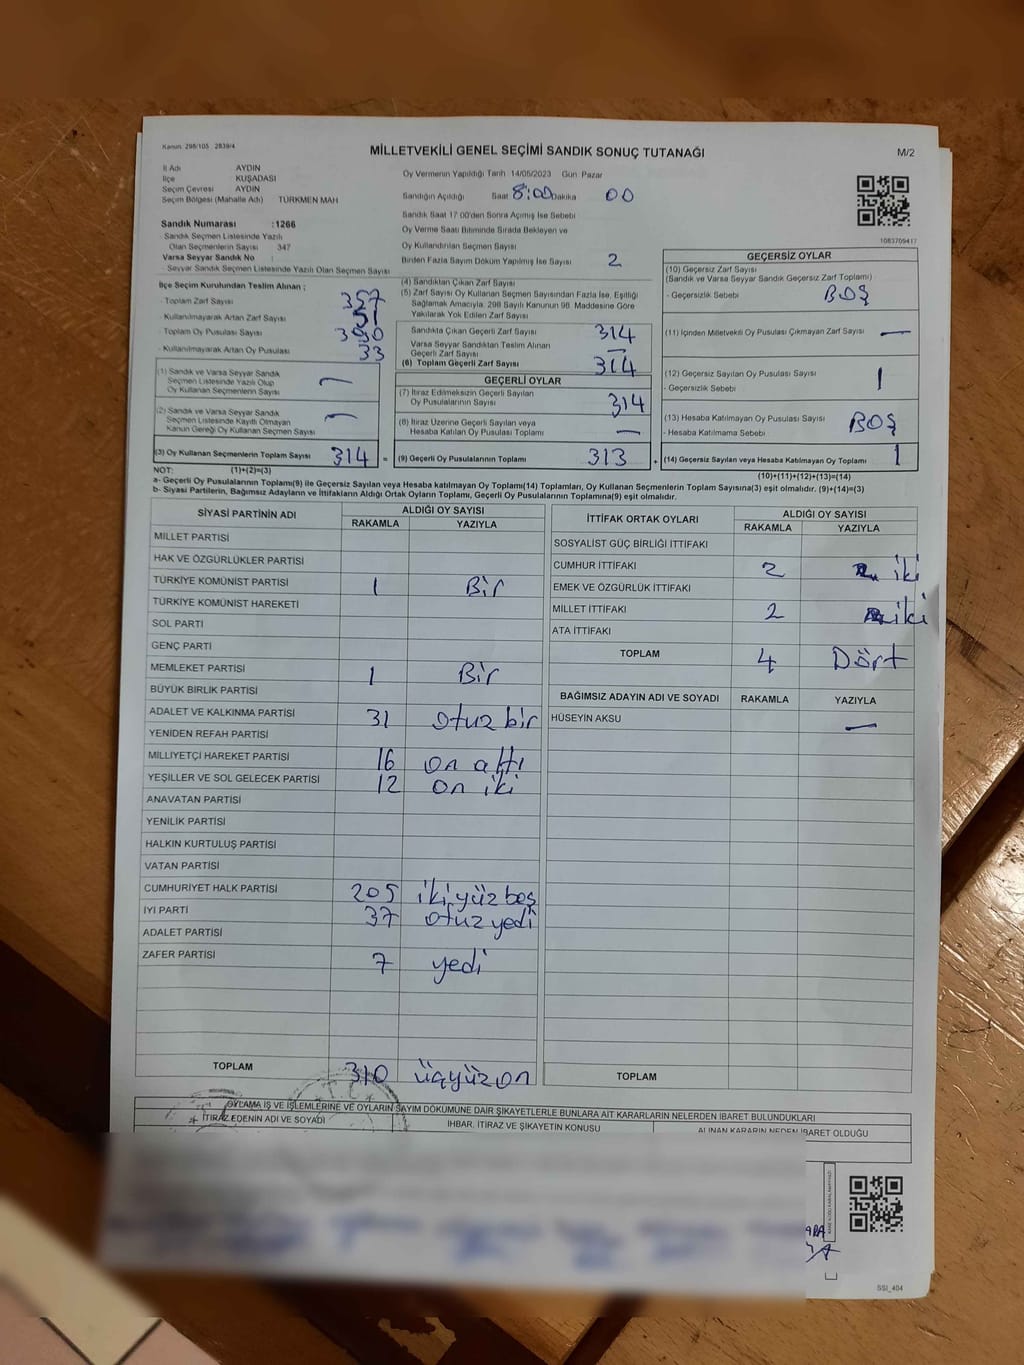 Kanun 298/105 2839/4
MİLLETVEKİLİ GENEL SEÇİMİ SANDIK SONUÇ TUTANAĞI
M/2
İl Adı AYDIN
İlçe KUŞADASI
Seçim Çevresi AYDIN
Seçim Bölgesi (Mahalle Adı) TÜRKMEN MAH
Sandık Numarası : 1266
- Sandık Seçmen Listesinde Yazılı
Olan Seçmenlerin Sayısı 347
Varsa Seyyar Sandık No :
- Seyyar Sandık Seçmen Listesinde Yazılı Olan Seçmen Sayısı
Oy Vermenin Yapıldığı Tarih 14/05/2023 Gün Pazar
Sandığın Açıldığı Saat 8:00 Dakika 00
Sandık Saat 17 00'den Sonra Açımış İse Sebebi
Oy Verme Saati Bitiminde Sırada Bekleyen ve
Oy Kullandırılan Seçmen Sayısı
Birden Fazla Sayım Döküm Yapılmış İse Sayısı 2
1083709417
İlçe Seçim Kurulundan Teslim Alınan ;
- Toplam Zarf Sayısı 357
- Kullanılmayarak Artan Zarf Sayısı 51
- Toplam Oy Pusulası Sayısı
- Kullanılmayarak Artan Oy Pusulası 33
(1) Sandık ve Varsa Seyyar Sandık
Seçmen Listesinde Yazılı Olup
Oy Kullanan Seçmenlerin Sayısı —
(2) Sandık ve Varsa Seyyar Sandık
Seçmen Listesinde Kayıtlı Olmayan
Kanun Gereği Oy Kullanan Seçmen Sayısı —
(3) Oy Kullanan Seçmenlerin Toplam Sayısı 314 =
(4) Sandıktan Çıkan Zarf Sayısı
(5) Zarf Sayısı Oy Kullanan Seçmen Sayısından Fazla İse, Eşitliği
Sağlamak Amacıyla, 298 Sayılı Kanunun 98. Maddesine Göre
Yakılarak Yok Edilen Zarf Sayısı
Sandıkta Çıkan Geçerli Zarf Sayısı 314
Varsa Seyyar Sandıktan Teslim Alınan
Geçerli Zarf Sayısı —
(6) Toplam Geçerli Zarf Sayısı 314
GEÇERLİ OYLAR
(7) İtiraz Edilmeksizin Geçerli Sayılan
Oy Pusulalarının Sayısı 314
(8) İtiraz Üzerine Geçerli Sayılan veya
Hesaba Katılan Oy Pusulası Toplamı —
(9) Geçerli Oy Pusulalarının Toplamı 313 +
GEÇERSİZ OYLAR
(10) Geçersiz Zarf Sayısı
(Sandık ve Varsa Seyyar Sandık Geçersiz Zarf Toplamı)
- Geçersizlik Sebebi BOŞ
(11) İçinden Milletvekili Oy Pusulası Çıkmayan Zarf Sayısı —
(12) Geçersiz Sayılan Oy Pusulası Sayısı 1
- Geçersizlik Sebebi
(13) Hesaba Katılmayan Oy Pusulası Sayısı BOŞ
- Hesaba Katılmama Sebebi
(14) Geçersiz Sayılan veya Hesaba Katılmayan Oy Toplamı 1
NOT: (1)+(2)=(3)
(10)+(11)+(12)+(13)=(14)
a- Geçerli Oy Pusulalarının Toplamı(9) ile Geçersiz veya Hesaba katılmayan Oy Pusulası Toplamı(14) Toplamları, Oy Kullanan Seçmenlerin Toplam Sayısına(3) eşit olmalıdır. (9)+(14)=(3)
b- Siyasi Partilerin, Bağımsız Adayların ve İttifakların Aldığı Ortak Oyların Toplamı, Geçerli Oy Pusulalarının Toplamına(9) eşit olmalıdır.
SİYASİ PARTİNİN ADI ALDIĞI OY SAYISI
RAKAMLA YAZIYLA
MİLLET PARTİSİ
HAK VE ÖZGÜRLÜKLER PARTİSİ
TÜRKİYE KOMÜNİST PARTİSİ 1 Bir
TÜRKİYE KOMÜNİST HAREKETİ
SOL PARTİ
GENÇ PARTİ
MEMLEKET PARTİSİ 1 Bir
BÜYÜK BİRLİK PARTİSİ
ADALET VE KALKINMA PARTİSİ 31 otuz bir
YENİDEN REFAH PARTİSİ
MİLLİYETÇİ HAREKET PARTİSİ 16 on altı
YEŞİLLER VE SOL GELECEK PARTİSİ 12 on iki
ANAVATAN PARTİSİ
YENİLİK PARTİSİ
HALKIN KURTULUŞ PARTİSİ
VATAN PARTİSİ
CUMHURİYET HALK PARTİSİ 205 ikiyüz beş
İYİ PARTİ 37 otuz yedi
ADALET PARTİSİ
ZAFER PARTİSİ 7 yedi
TOPLAM 310 üçyüz on
İTTİFAK ORTAK OYLARI ALDIĞI OY SAYISI
RAKAMLA YAZIYLA
SOSYALİST GÜÇ BİRLİĞİ İTTİFAKI
CUMHUR İTTİFAKI 2 iki
EMEK VE ÖZGÜRLÜK İTTİFAKI
MİLLET İTTİFAKI 2 iki
ATA İTTİFAKI
TOPLAM 4 Dört
BAĞIMSIZ ADAYIN ADI VE SOYADI RAKAMLA YAZIYLA
HÜSEYİN AKSU —
TOPLAM
OYLAMA İŞ VE İŞLEMLERİNE VE OYLARIN SAYIM DÖKÜMÜNE DAİR ŞİKAYETLERLE BUNLARA AİT KARARLARIN NELERDEN İBARET BULUNDUKLARI
İTİRAZ EDENİN ADI VE SOYADI İHBAR, İTİRAZ VE ŞİKAYETİN KONUSU ALINAN KARARIN NEDEN İBARET OLDUĞU
T.C
SSİ_404